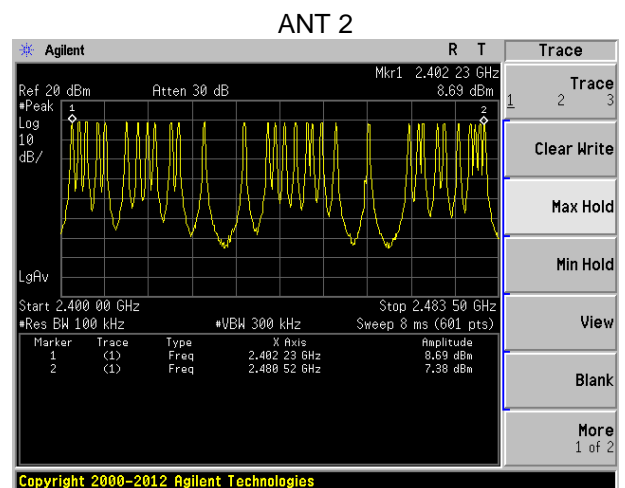 ANT 2
Agilent R T Trace
Mkr1 2.402 23 GHz
Ref 20 dBm Atten 30 dB 8.69 dBm
#Peak
Log
10
dB/
1
2
LgAv
Start 2.400 00 GHz Stop 2.483 50 GHz
#Res BW 100 kHz #VBW 300 kHz Sweep 8 ms (601 pts)
Marker Trace Type X Axis Amplitude
1 (1) Freq 2.402 23 GHz 8.69 dBm
2 (1) Freq 2.480 52 GHz 7.38 dBm
Trace
1 2 3
Clear Write
Max Hold
Min Hold
View
Blank
More
1 of 2
Copyright 2000-2012 Agilent Technologies